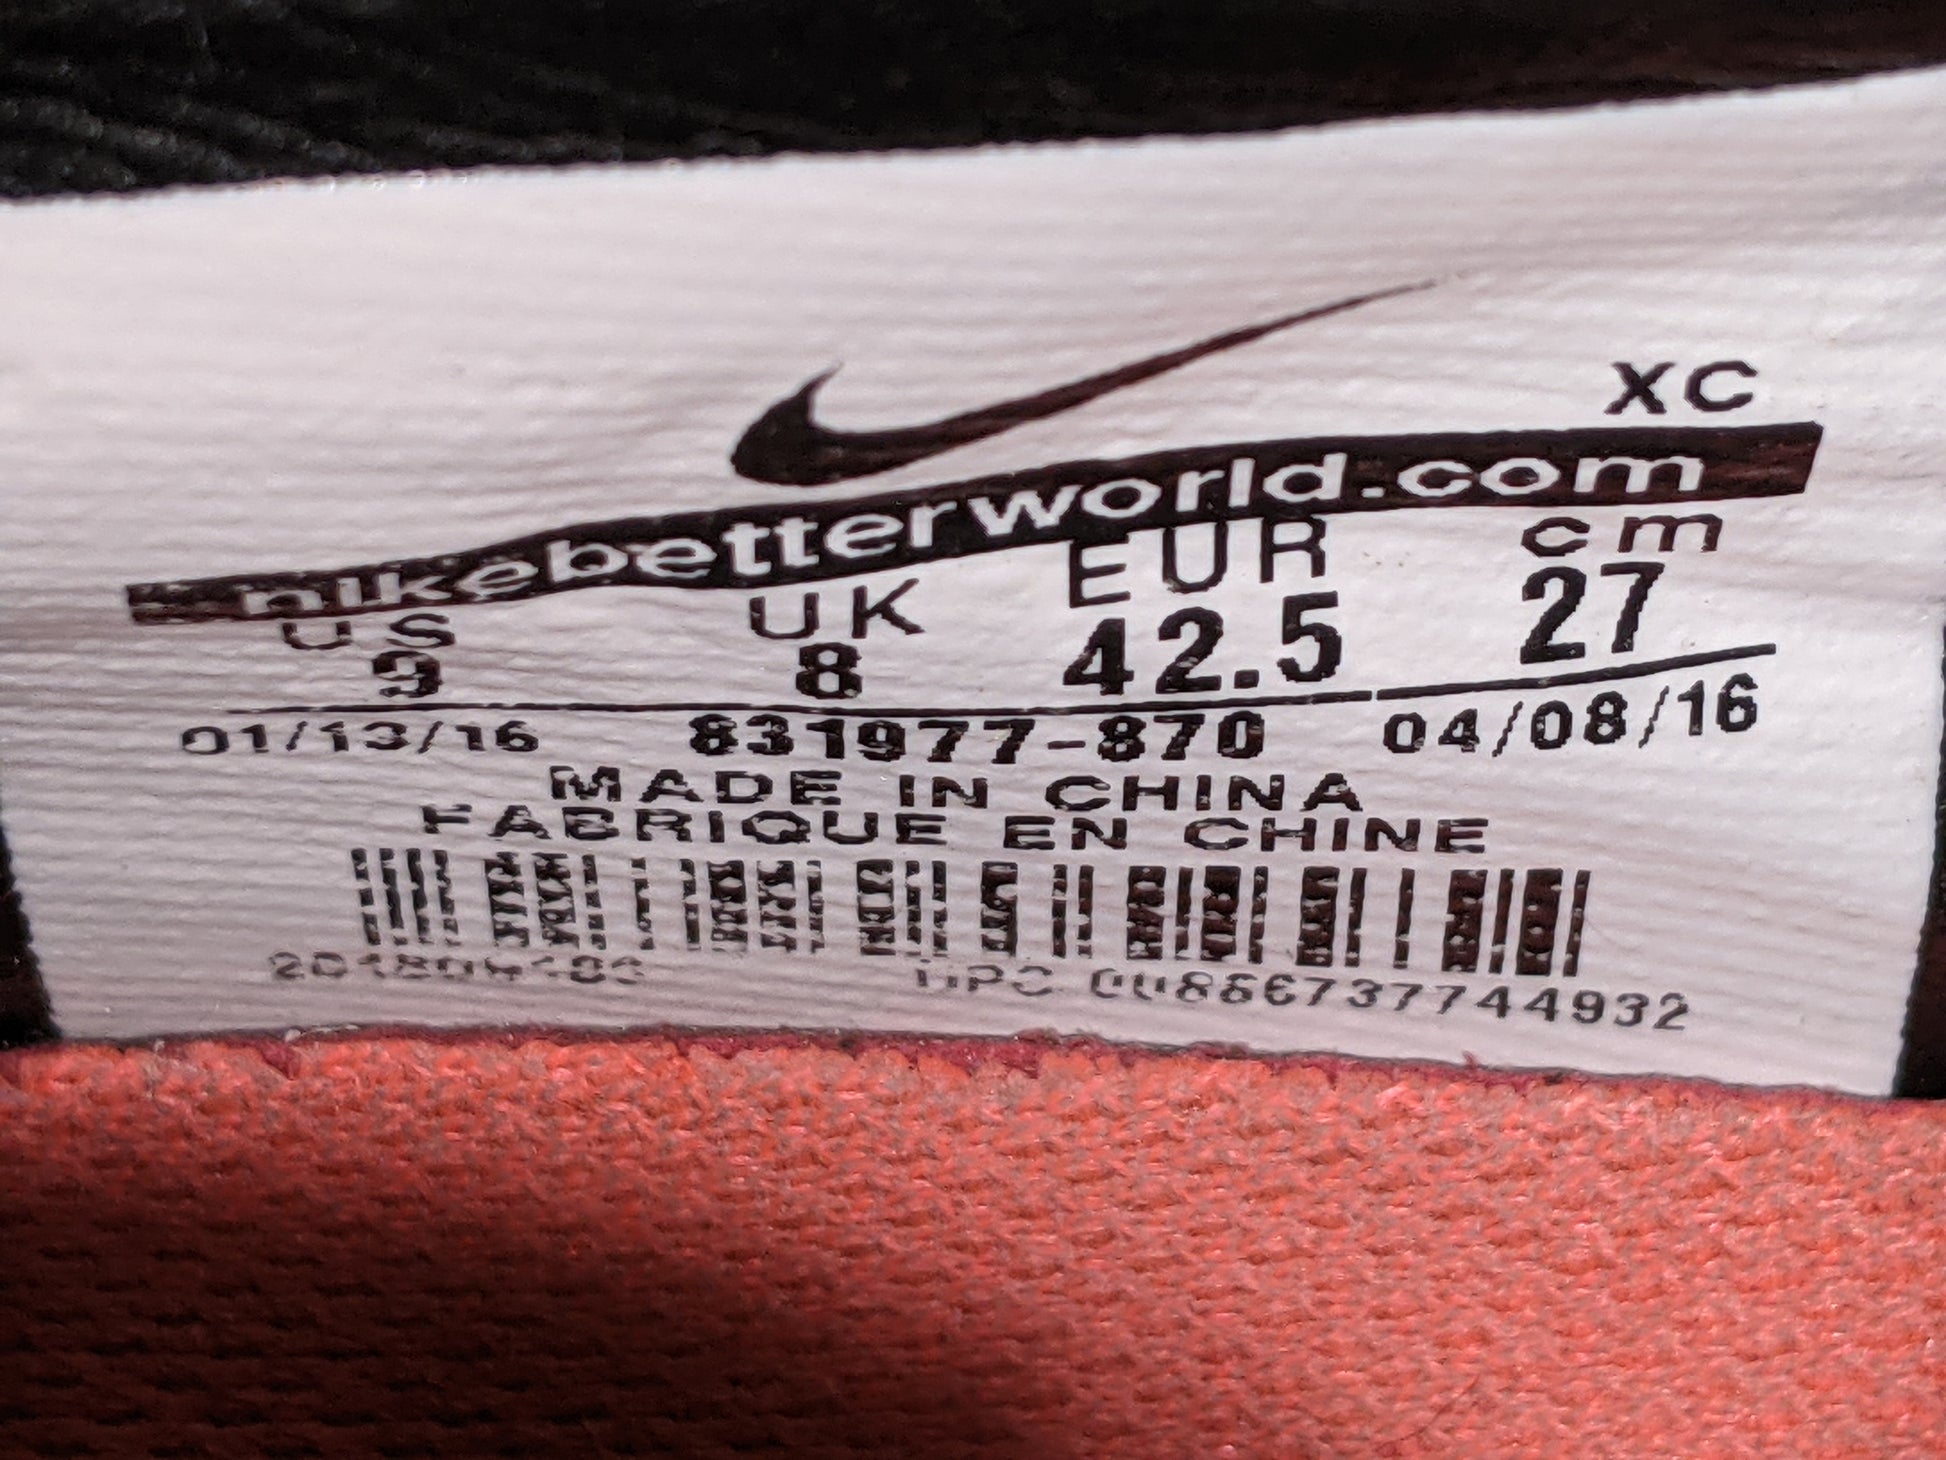 XC
nikebetterworld.com
US UK EUR cm
9 8 42.5 27
01/13/16 831977-870 04/08/16
MADE IN CHINA
FABRIQUE EN CHINE
UPC 00886737744932